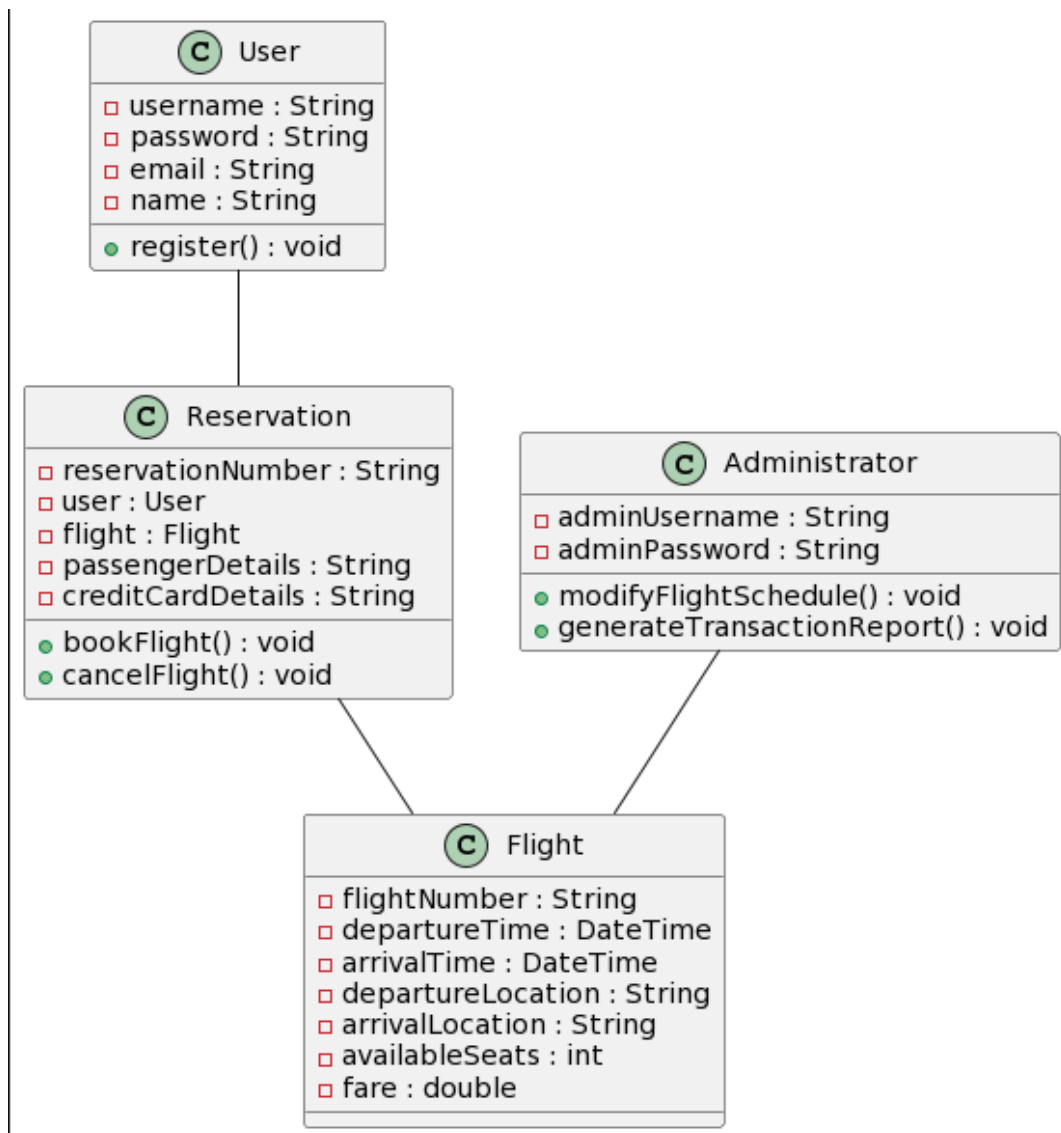 C User
username : String
password : String
email : String
name : String
register() : void
C Reservation
reservationNumber : String
user : User
flight : Flight
passengerDetails : String
creditCardDetails : String
bookFlight() : void
cancelFlight() : void
C Administrator
adminUsername : String
adminPassword : String
modifyFlightSchedule() : void
generateTransactionReport() : void
C Flight
flightNumber : String
departureTime : DateTime
arrivalTime : DateTime
departureLocation : String
arrivalLocation : String
availableSeats : int
fare : double